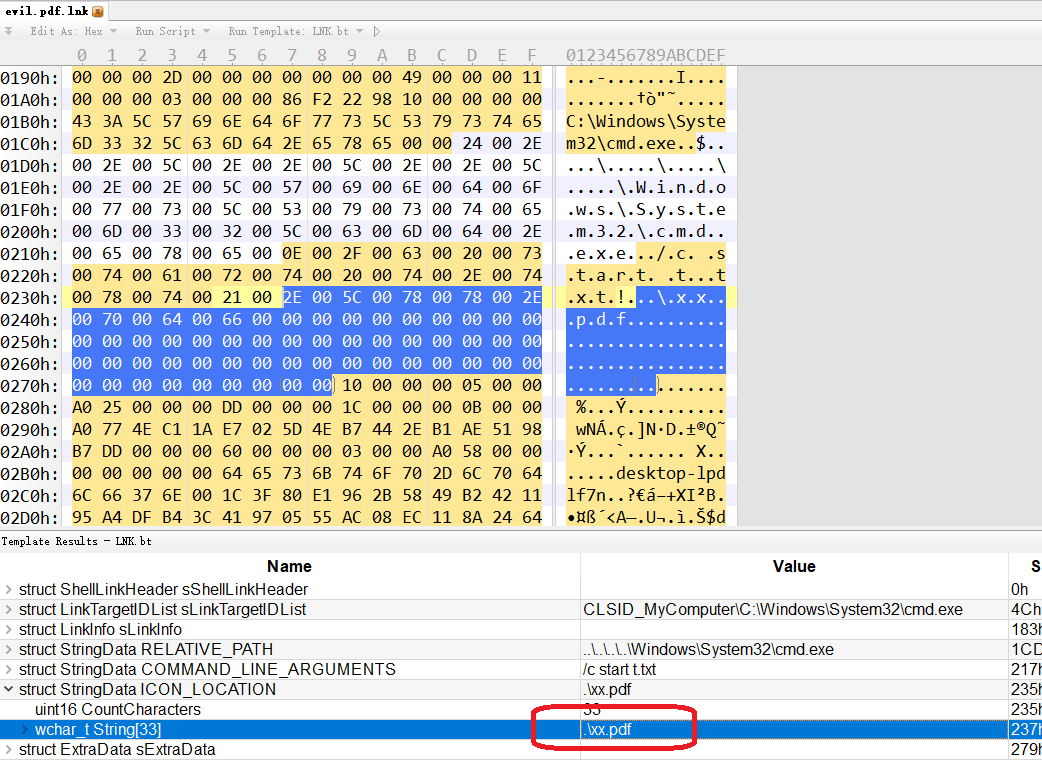 evil.pdf.lnk
Edit As: Hex Run Script Run Template: LNK.bt
0 1 2 3 4 5 6 7 8 9 A B C D E F 0123456789ABCDEF
0190h: 00 00 00 2D 00 00 00 00 00 00 00 49 00 00 00 11 ...-.......I....
01A0h: 00 00 00 03 00 00 00 86 F2 22 98 10 00 00 00 00 .......†ò"˜.....
01B0h: 43 3A 5C 57 69 6E 64 6F 77 73 5C 53 79 73 74 65 C:\Windows\Syste
01C0h: 6D 33 32 5C 63 6D 64 2E 65 78 65 00 00 24 00 2E m32\cmd.exe..$..
01D0h: 00 2E 00 5C 00 2E 00 2E 00 5C 00 2E 00 2E 00 5C ...\.....\.....\
01E0h: 00 2E 00 2E 00 5C 00 57 00 69 00 6E 00 64 00 6F .....\.W.i.n.d.o
01F0h: 00 77 00 73 00 5C 00 53 00 79 00 73 00 74 00 65 .w.s.\.S.y.s.t.e
0200h: 00 6D 00 33 00 32 00 5C 00 63 00 6D 00 64 00 2E .m.3.2.\.c.m.d..
0210h: 00 65 00 78 00 65 00 0E 00 2F 00 63 00 20 00 73 .e.x.e.../.c. .s
0220h: 00 74 00 61 00 72 00 74 00 20 00 74 00 2E 00 74 .t.a.r.t. .t...t
0230h: 00 78 00 74 00 21 00 2E 00 5C 00 78 00 78 00 2E .x.t.!...\.x.x..
0240h: 00 70 00 64 00 66 00 00 00 00 00 00 00 00 00 00 .p.d.f..........
0250h: 00 00 00 00 00 00 00 00 00 00 00 00 00 00 00 00 ................
0260h: 00 00 00 00 00 00 00 00 00 00 00 00 00 00 00 00 ................
0270h: 00 00 00 00 00 00 00 00 00 10 00 00 00 05 00 00 ................
0280h: A0 25 00 00 00 DD 00 00 00 1C 00 00 00 0B 00 00 %...Ý...........
0290h: A0 77 4E C1 1A E7 02 5D 4E B7 44 2E B1 AE 51 98 wNÁ.ç.]N·D.±®Q˜
02A0h: B7 DD 00 00 00 60 00 00 00 03 00 00 A0 58 00 00 ·Ý...`...... X..
02B0h: 00 00 00 00 00 64 65 73 6B 74 6F 70 2D 6C 70 64 .....desktop-lpd
02C0h: 6C 66 37 6E 00 1C 3F 80 E1 96 2B 58 49 B2 42 11 lf7n..?€á–+XI²B.
02D0h: 95 A4 DF B4 3C 41 97 05 55 AC 08 EC 11 8A 24 64 •¤ß´<A—.U¬.ì.Š$d
Template Results - LNK.bt
Name Value S
struct ShellLinkHeader sShellLinkHeader 0h
struct LinkTargetIDList sLinkTargetIDList CLSID_MyComputer\C:\Windows\System32\cmd.exe 4Ch
struct LinkInfo sLinkInfo 183h
struct StringData RELATIVE_PATH ..\..\..\..\Windows\System32\cmd.exe 1CD
struct StringData COMMAND_LINE_ARGUMENTS /c start t.txt 217h
struct StringData ICON_LOCATION .\xx.pdf 235h
uint16 CountCharacters 33 235h
wchar_t String[33] .\xx.pdf 237h
struct ExtraData sExtraData 279h